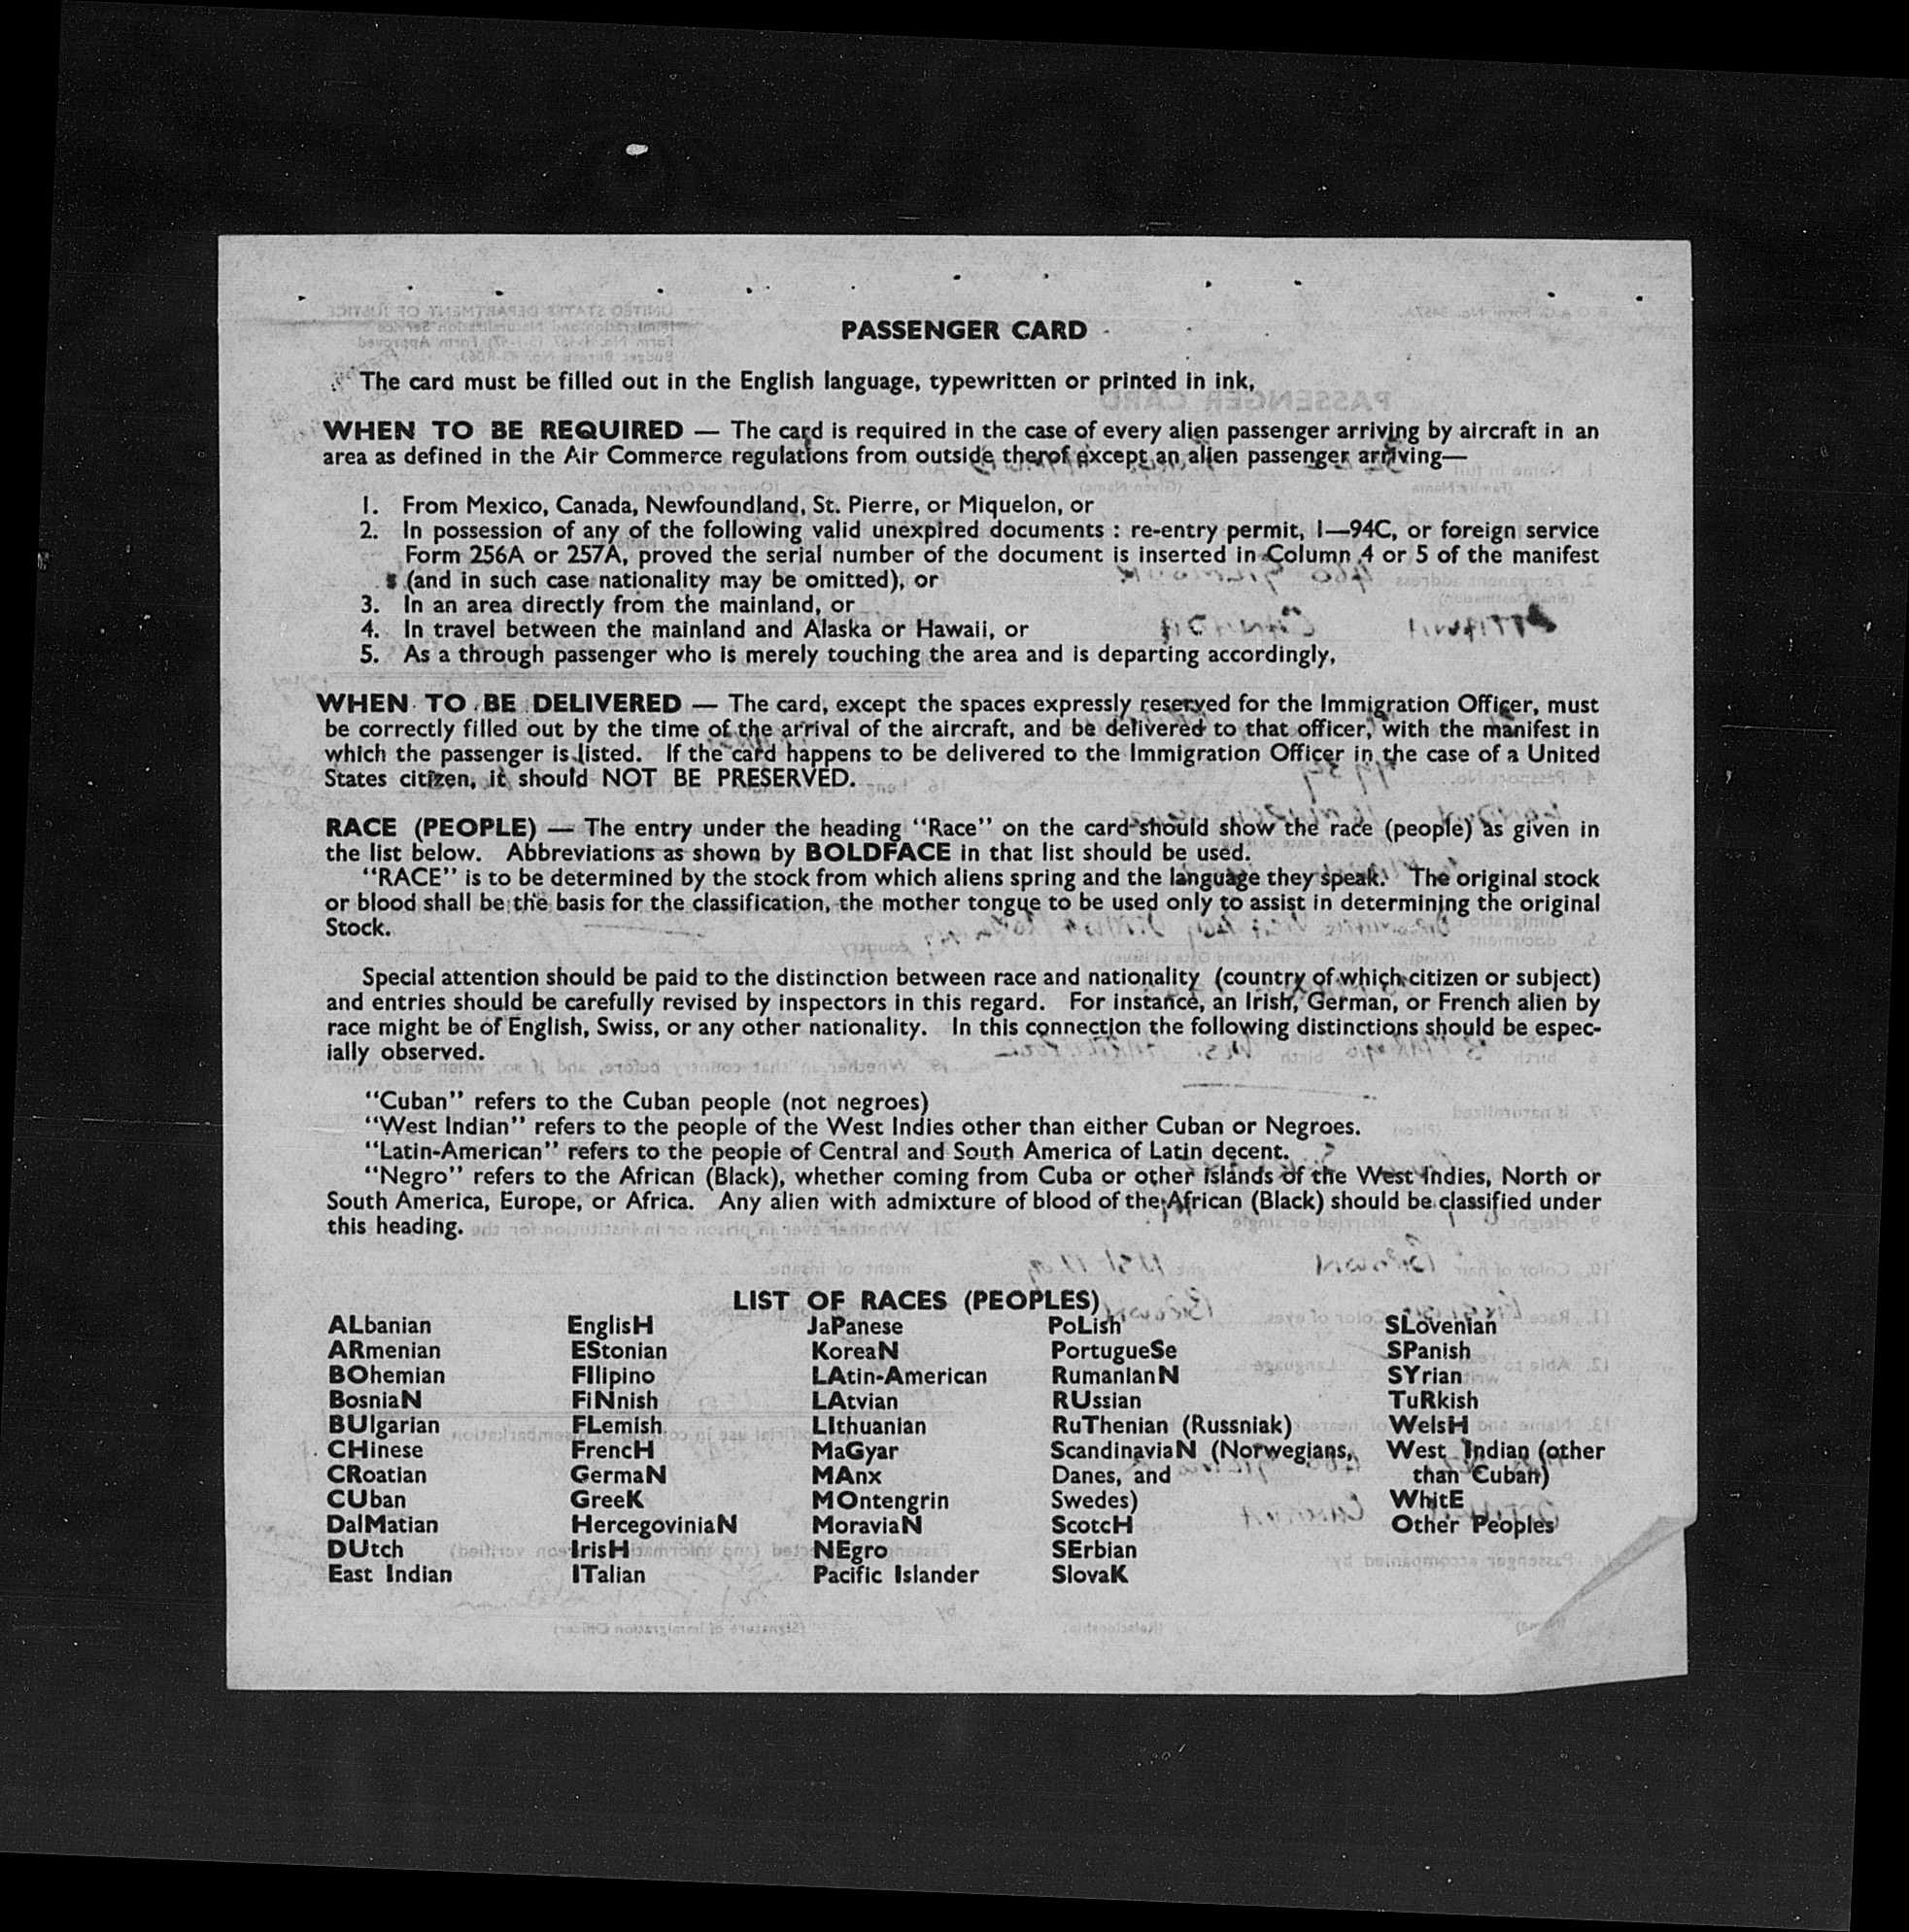 PASSENGER CARD
The card must be filled out in the English language, typewritten or printed in ink,
WHEN TO BE REQUIRED — The card is required in the case of every alien passenger arriving by aircraft in an
area as defined in the Air Commerce regulations from outside therof except an alien passenger arriving—
1. From Mexico, Canada, Newfoundland, St. Pierre, or Miquelon, or
2. In possession of any of the following valid unexpired documents : re-entry permit, I—94C, or foreign service
Form 256A or 257A, proved the serial number of the document is inserted in Column 4 or 5 of the manifest
(and in such case nationality may be omitted), or
3. In an area directly from the mainland, or
4. In travel between the mainland and Alaska or Hawaii, or
5. As a through passenger who is merely touching the area and is departing accordingly,
WHEN TO BE DELIVERED — The card, except the spaces expressly reserved for the Immigration Officer, must
be correctly filled out by the time of the arrival of the aircraft, and be delivered to that officer, with the manifest in
which the passenger is listed. If the card happens to be delivered to the Immigration Officer in the case of a United
States citizen, it should NOT BE PRESERVED.
RACE (PEOPLE) — The entry under the heading "Race" on the card should show the race (people) as given in
the list below. Abbreviations as shown by BOLDFACE in that list should be used.
"RACE" is to be determined by the stock from which aliens spring and the language they speak. The original stock
or blood shall be the basis for the classification, the mother tongue to be used only to assist in determining the original
Stock.
Special attention should be paid to the distinction between race and nationality (country of which citizen or subject)
and entries should be carefully revised by inspectors in this regard. For instance, an Irish, German, or French alien by
race might be of English, Swiss, or any other nationality. In this connection the following distinctions should be espec-
ially observed.
"Cuban" refers to the Cuban people (not negroes)
"West Indian" refers to the people of the West Indies other than either Cuban or Negroes.
"Latin-American" refers to the people of Central and South America of Latin decent.
"Negro" refers to the African (Black), whether coming from Cuba or other islands of the West Indies, North or
South America, Europe, or Africa. Any alien with admixture of blood of the African (Black) should be classified under
this heading.
LIST OF RACES (PEOPLES)
ALbanian EnglisH JaPanese PoLish SLovenian
ARmenian EStonian KoreaN PortugueSe SPanish
BOhemian FIlipino LAtin-American RumanianN SYrian
BosniaN FiNnish LAtvian RUssian TuRkish
BUlgarian FLemish LIthuanian RuThenian (Russniak) WelsH
CHinese FrencH MaGyar ScandinaviaN (Norwegians, West Indian (other
CRoatian GermaN MAnx Danes, and than Cuban)
CUban GreeK MOntengrin Swedes) WhitE
DalMatian HercegoviniaN MoraviaN ScotcH Other Peoples
DUtch IrisH NEgro SErbian
East Indian ITalian Pacific Islander SlovaK